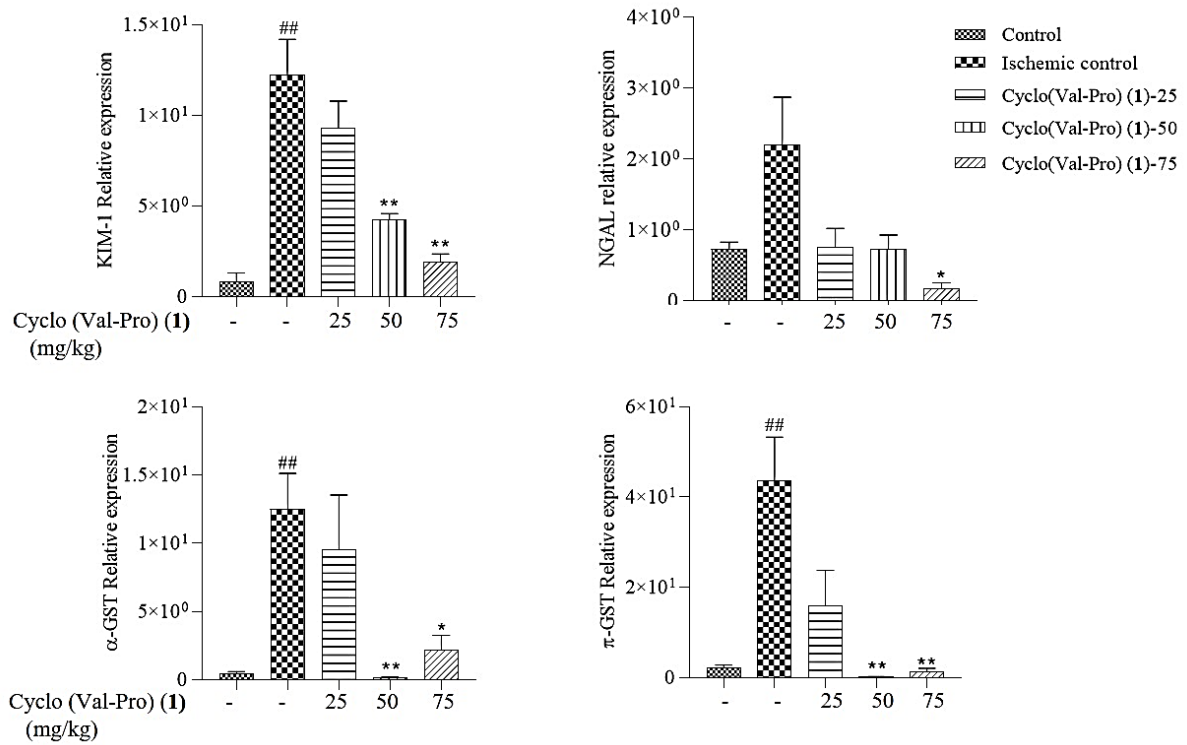 KIM-1 Relative expression
1.5×10¹
1×10¹
5×10⁰
0
##
**
**
Cyclo (Val-Pro) (1)
(mg/kg)
- - 25 50 75
NGAL relative expression
4×10⁰
3×10⁰
2×10⁰
1×10⁰
0
*
- - 25 50 75
Control
Ischemic control
Cyclo(Val-Pro) (1)-25
Cyclo(Val-Pro) (1)-50
Cyclo(Val-Pro) (1)-75
α-GST Relative expression
2×10¹
1.5×10¹
1×10¹
5×10⁰
0
##
**
*
Cyclo (Val-Pro) (1)
(mg/kg)
- - 25 50 75
π-GST Relative expression
6×10¹
4×10¹
2×10¹
0
##
**
**
- - 25 50 75